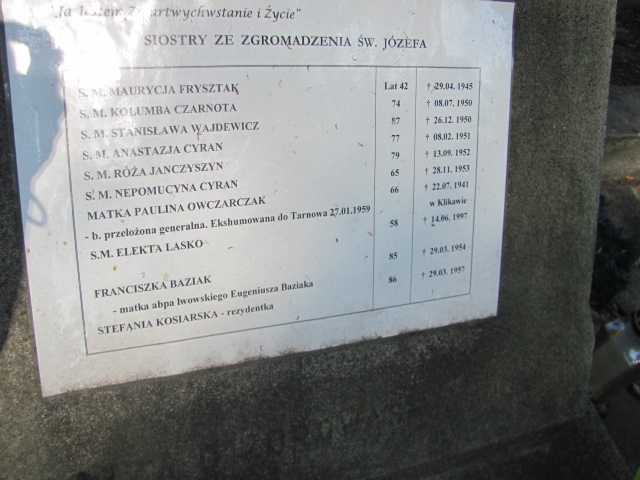 "Ja Jestem Zmartwychwstanie i Życie"
SIOSTRY ZE ZGROMADZENIA ŚW. JÓZEFA
S. M. MAURYCJA FRYSZTAK Lat 42 † 29.04. 1945
S. M. KOLUMBA CZARNOTA 74 † 08.07. 1950
S. M. STANISŁAWA WAJDEWICZ 87 † 26.12. 1950
S. M. ANASTAZJA CYRAN 77 † 08.02. 1951
S. M. RÓŻA JANCZYSZYN 79 † 13.09. 1952
S. M. NEPOMUCYNA CYRAN 65 † 28.11. 1953
MATKA PAULINA OWCZARCZAK 66 † 22.07. 1941
- b. przełożona generalna. Ekshumowana do Tarnowa 27.01.1959 w Klikawie
S.M. ELEKTA LASKO 58 † 14.06. 1997
FRANCISZKA BAZIAK 85 † 29.03. 1954
- matka abpa lwowskiego Eugeniusza Baziaka
STEFANIA KOSIARSKA - rezydentka 86 † 29.03. 1957